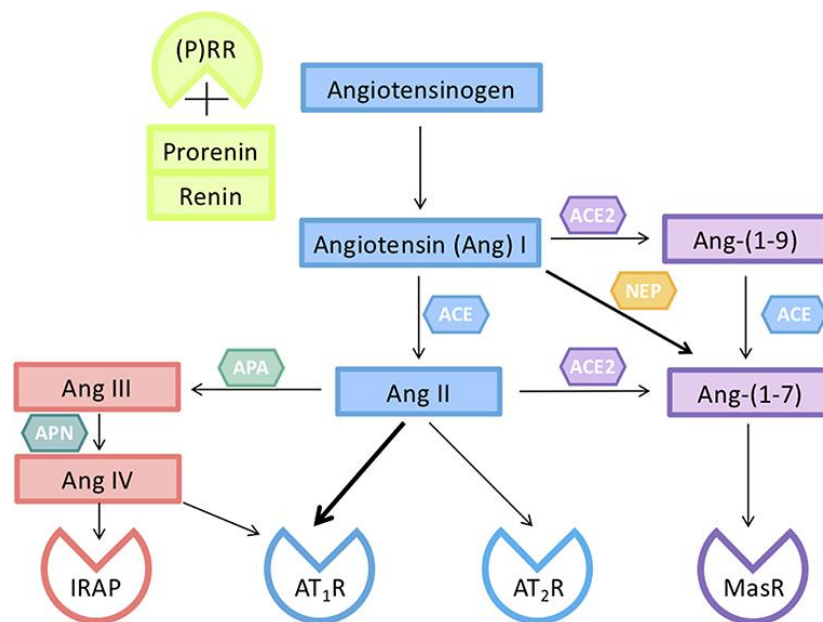 (P)RR
Angiotensinogen
Prorenin
Renin
ACE2
Angiotensin (Ang) I
Ang-(1-9)
NEP
ACE
ACE
APA
ACE2
Ang III
Ang II
Ang-(1-7)
APN
Ang IV
IRAP
AT₁R
AT₂R
MasR